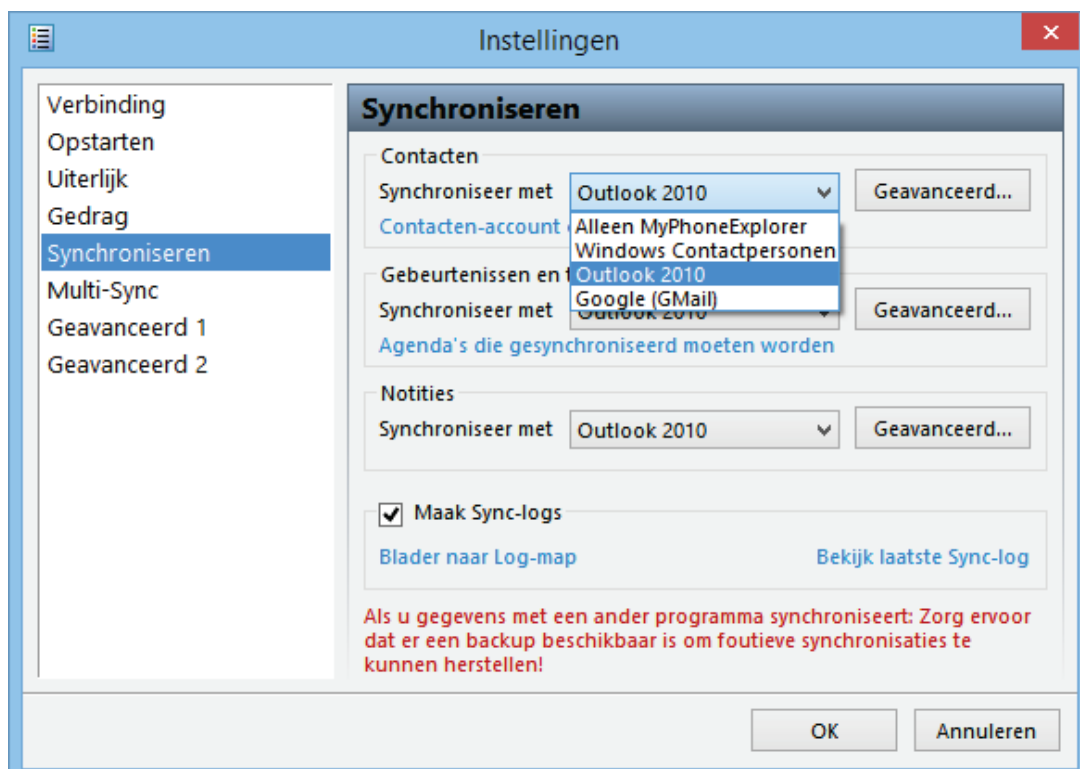 Instellingen
Verbinding
Opstarten
Uiterlijk
Gedrag
Synchroniseren
Multi-Sync
Geavanceerd 1
Geavanceerd 2
Synchroniseren
Contacten
Synchroniseer met Outlook 2010 Geavanceerd...
Contacten-account
Alleen MyPhoneExplorer
Windows Contactpersonen
Outlook 2010
Google (GMail)
Gebeurtenissen en
Synchroniseer met Outlook 2010 Geavanceerd...
Agenda's die gesynchroniseerd moeten worden
Notities
Synchroniseer met Outlook 2010 Geavanceerd...
Maak Sync-logs
Blader naar Log-map Bekijk laatste Sync-log
Als u gegevens met een ander programma synchroniseert: Zorg ervoor
dat er een backup beschikbaar is om foutieve synchronisaties te
kunnen herstellen!
OK Annuleren